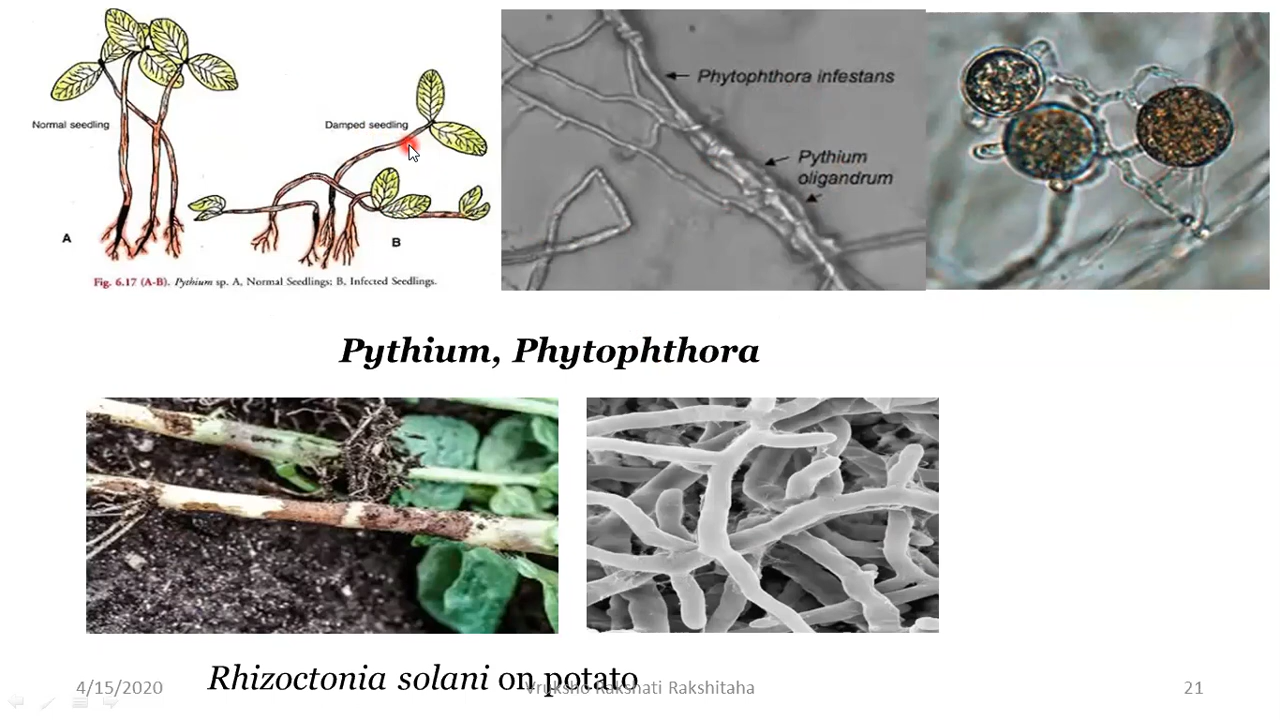 Normal seedling
Damped seedling
A
B
Fig. 6.17 (A-B). Pythium sp. A, Normal Seedlings; B, Infected Seedlings.
Phytophthora infestans
Pythium
oligandrum
Pythium, Phytophthora
Rhizoctonia solani on potato
4/15/2020
Vruksho Rakshati Rakshitaha
21